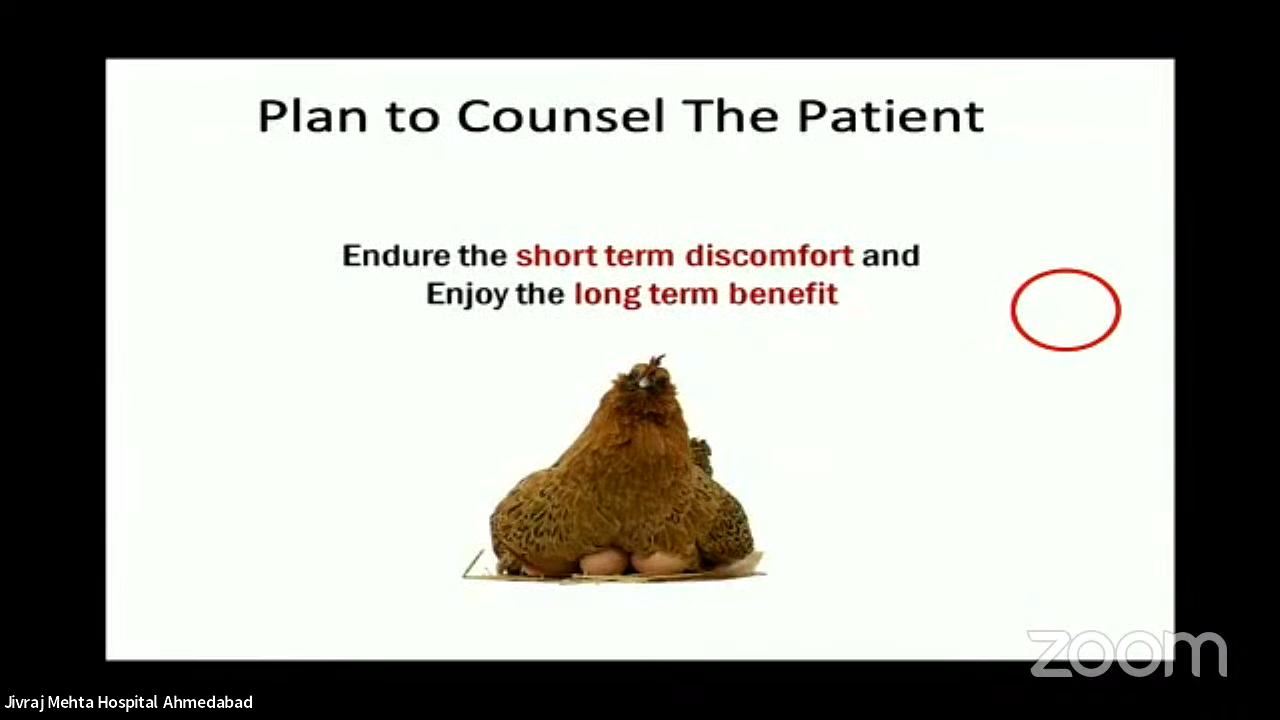 Plan to Counsel The Patient
Endure the short term discomfort and
Enjoy the long term benefit
zoom
Jivraj Mehta Hospital Ahmedabad